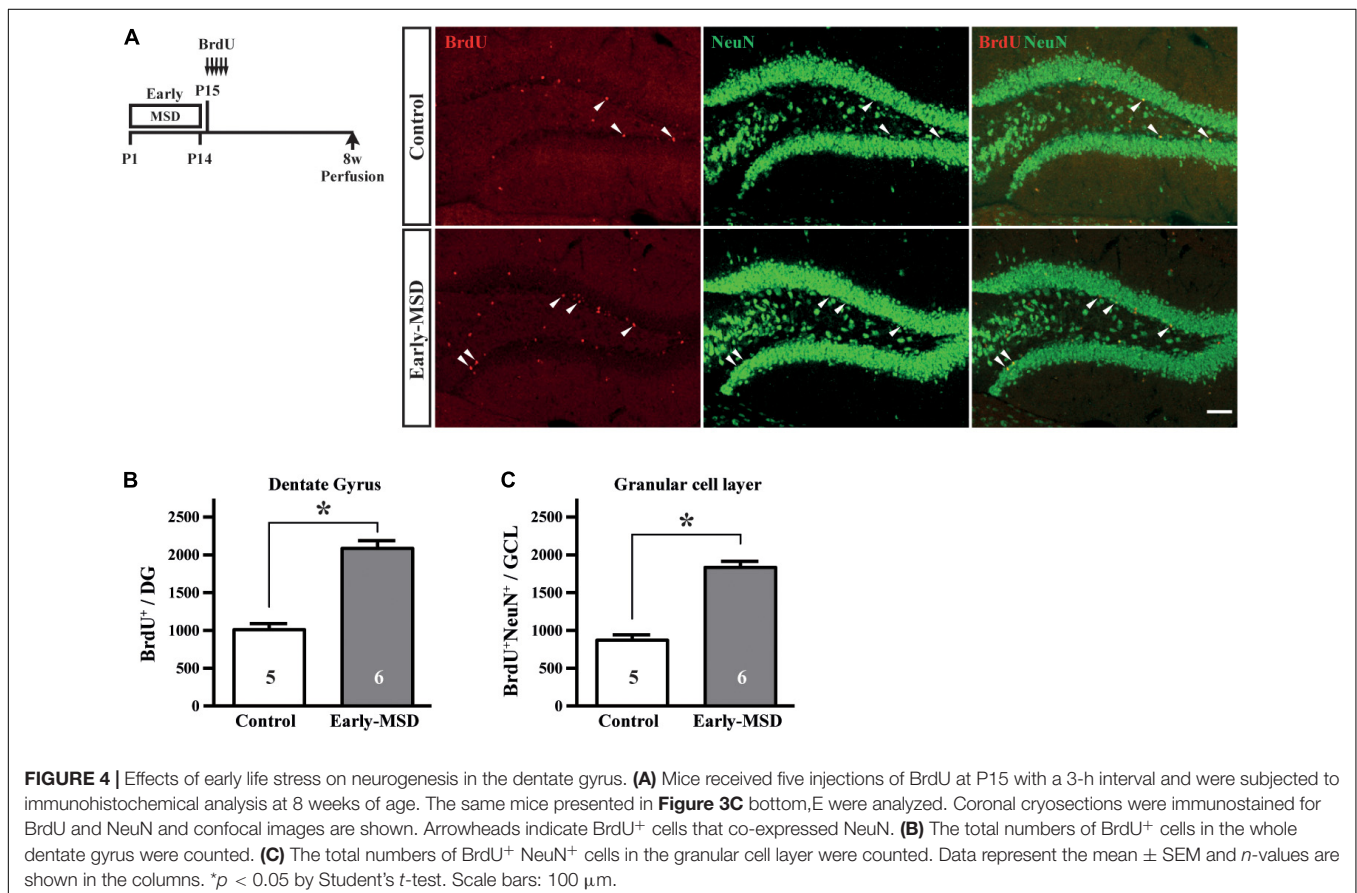 A
BrdU
Early
P15
MSD
P1
P14
8w
Perfusion
BrdU
NeuN
BrdU NeuN
Control
Early-MSD
B
Dentate Gyrus
*
2500
2000
1500
1000
500
0
BrdU⁺ / DG
5
6
Control
Early-MSD
C
Granular cell layer
*
2500
2000
1500
1000
500
0
BrdU⁺NeuN⁺ / GCL
5
6
Control
Early-MSD
FIGURE 4 | Effects of early life stress on neurogenesis in the dentate gyrus. (A) Mice received five injections of BrdU at P15 with a 3-h interval and were subjected to
immunohistochemical analysis at 8 weeks of age. The same mice presented in Figure 3C bottom,E were analyzed. Coronal cryosections were immunostained for
BrdU and NeuN and confocal images are shown. Arrowheads indicate BrdU⁺ cells that co-expressed NeuN. (B) The total numbers of BrdU⁺ cells in the whole
dentate gyrus were counted. (C) The total numbers of BrdU⁺ NeuN⁺ cells in the granular cell layer were counted. Data represent the mean ± SEM and n-values are
shown in the columns. *p < 0.05 by Student's t-test. Scale bars: 100 μm.